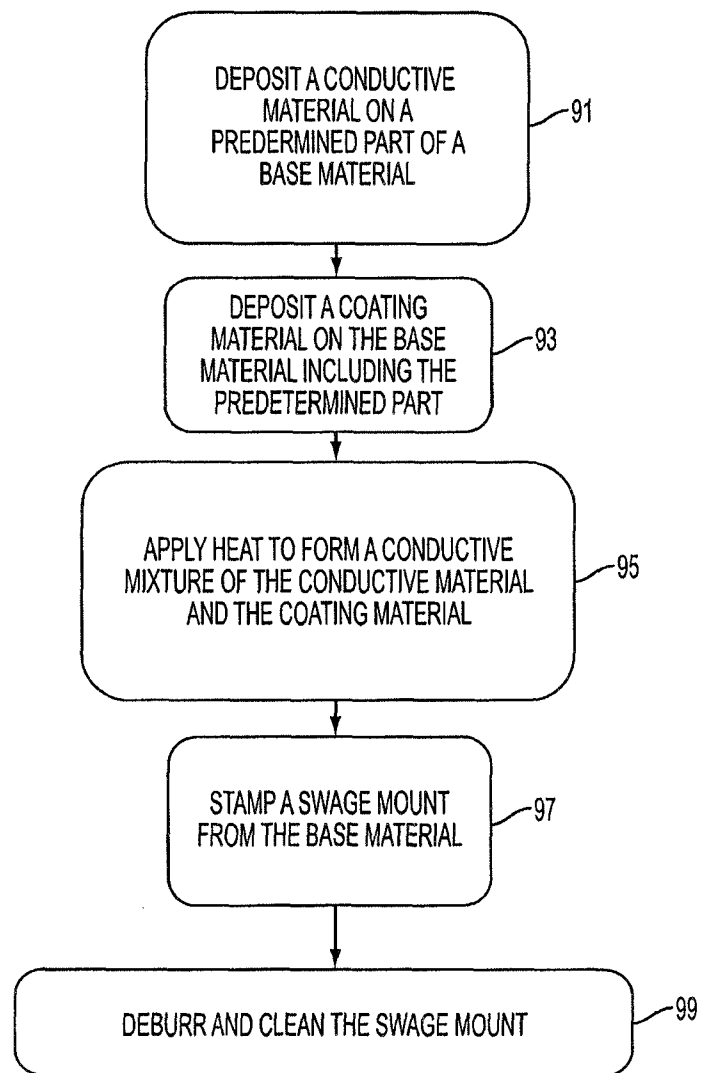 DEPOSIT A CONDUCTIVE
MATERIAL ON A
PREDERMINED PART OF A
BASE MATERIAL
91
DEPOSIT A COATING
MATERIAL ON THE BASE
MATERIAL INCLUDING THE
PREDETERMINED PART
93
APPLY HEAT TO FORM A CONDUCTIVE
MIXTURE OF THE CONDUCTIVE MATERIAL
AND THE COATING MATERIAL
95
STAMP A SWAGE MOUNT
FROM THE BASE MATERIAL
97
DEBURR AND CLEAN THE SWAGE MOUNT
99